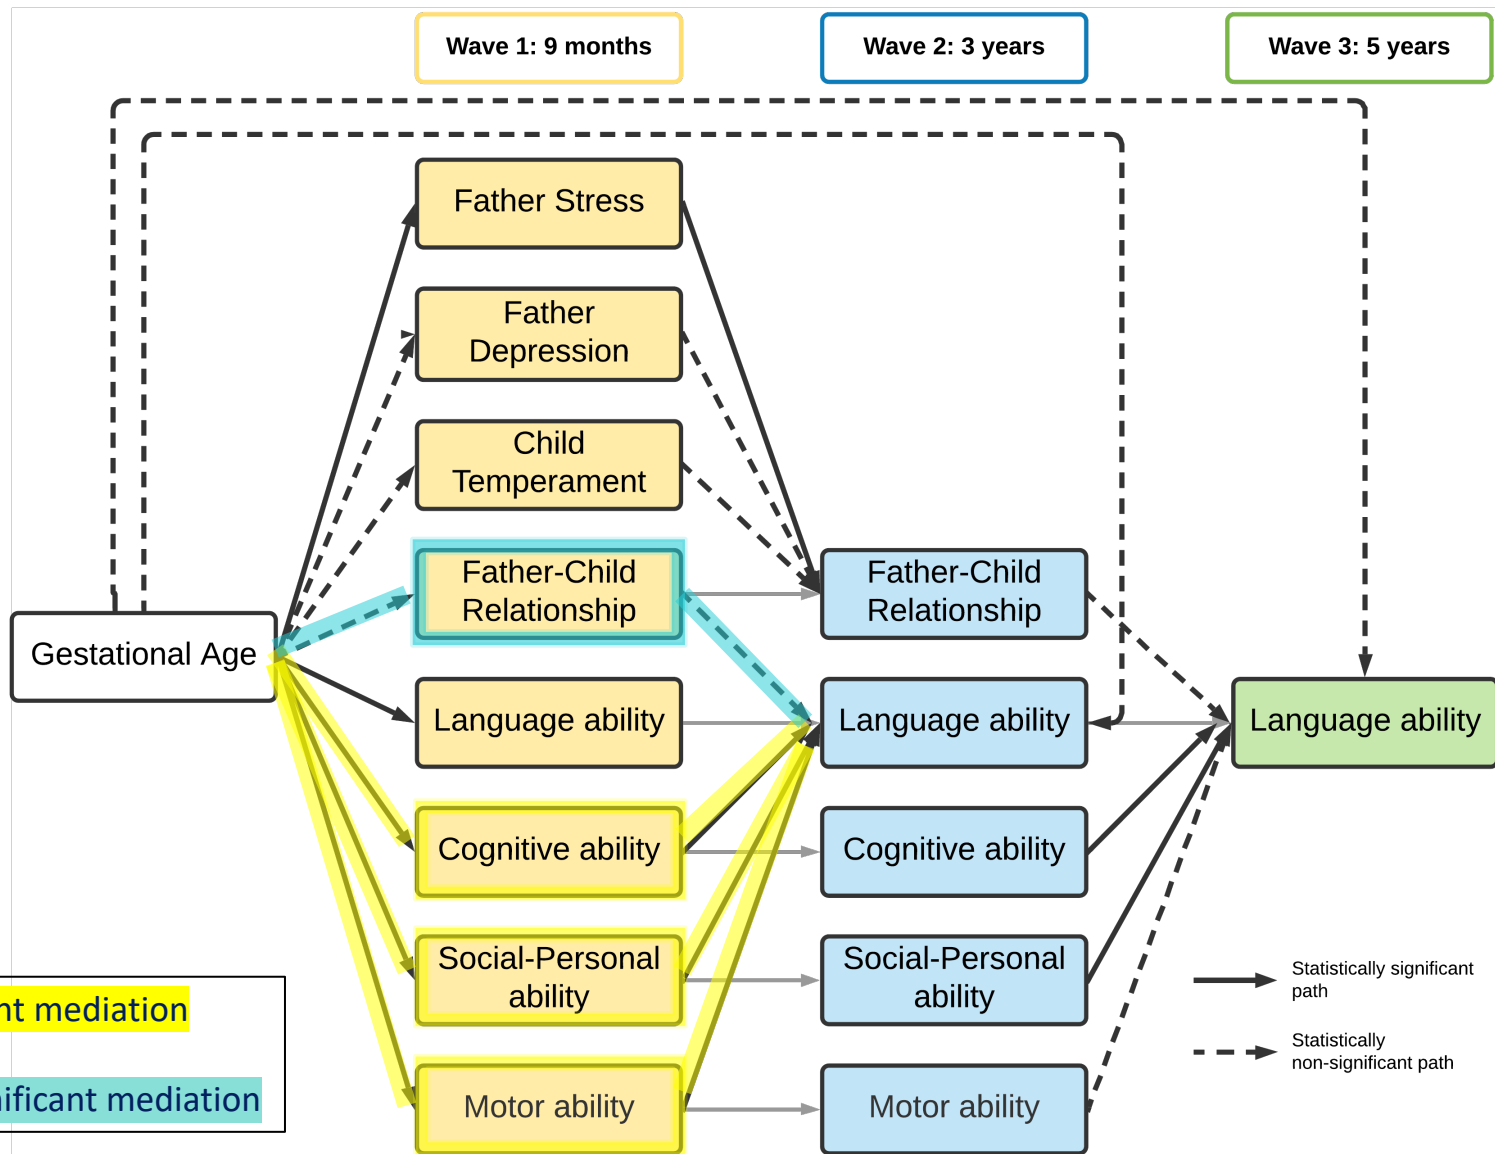 Wave 1: 9 months
Wave 2: 3 years
Wave 3: 5 years
Father Stress
Father
Depression
Child
Temperament
Father-Child
Relationship
Father-Child
Relationship
Gestational Age
Language ability
Language ability
Language ability
Cognitive ability
Cognitive ability
Social-Personal
ability
Social-Personal
ability
Motor ability
Motor ability
Statistically significant
path
Statistically
non-significant path
mediation
mediation